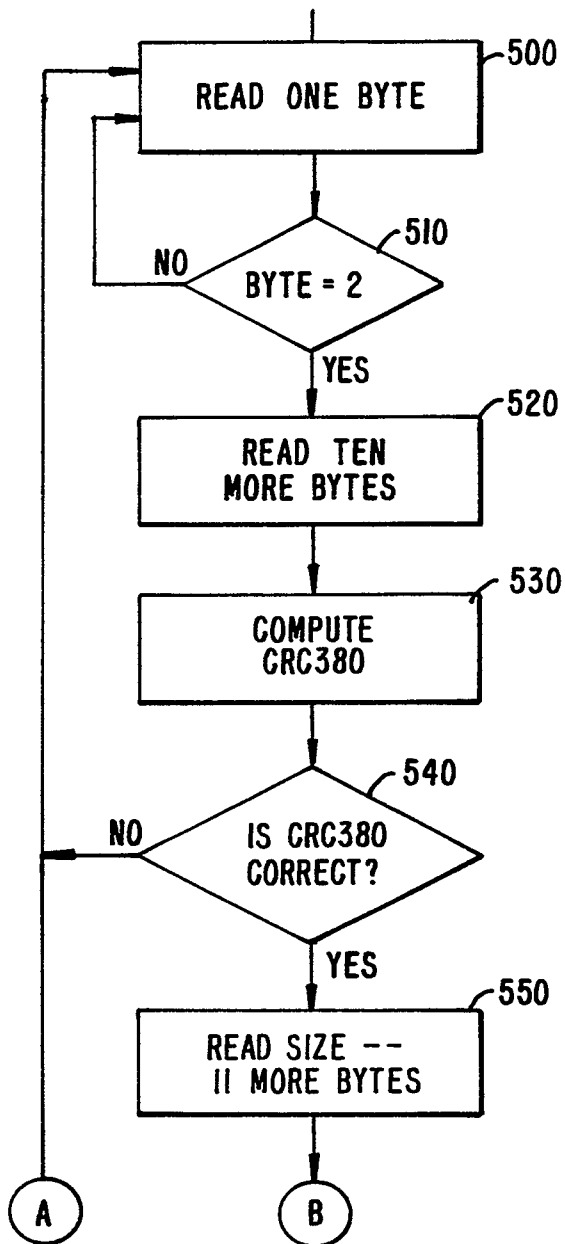 500
READ ONE BYTE
510
NO
BYTE = 2
YES
520
READ TEN
MORE BYTES
530
COMPUTE
CRC380
540
NO
IS CRC380
CORRECT?
YES
550
READ SIZE --
11 MORE BYTES
A
B